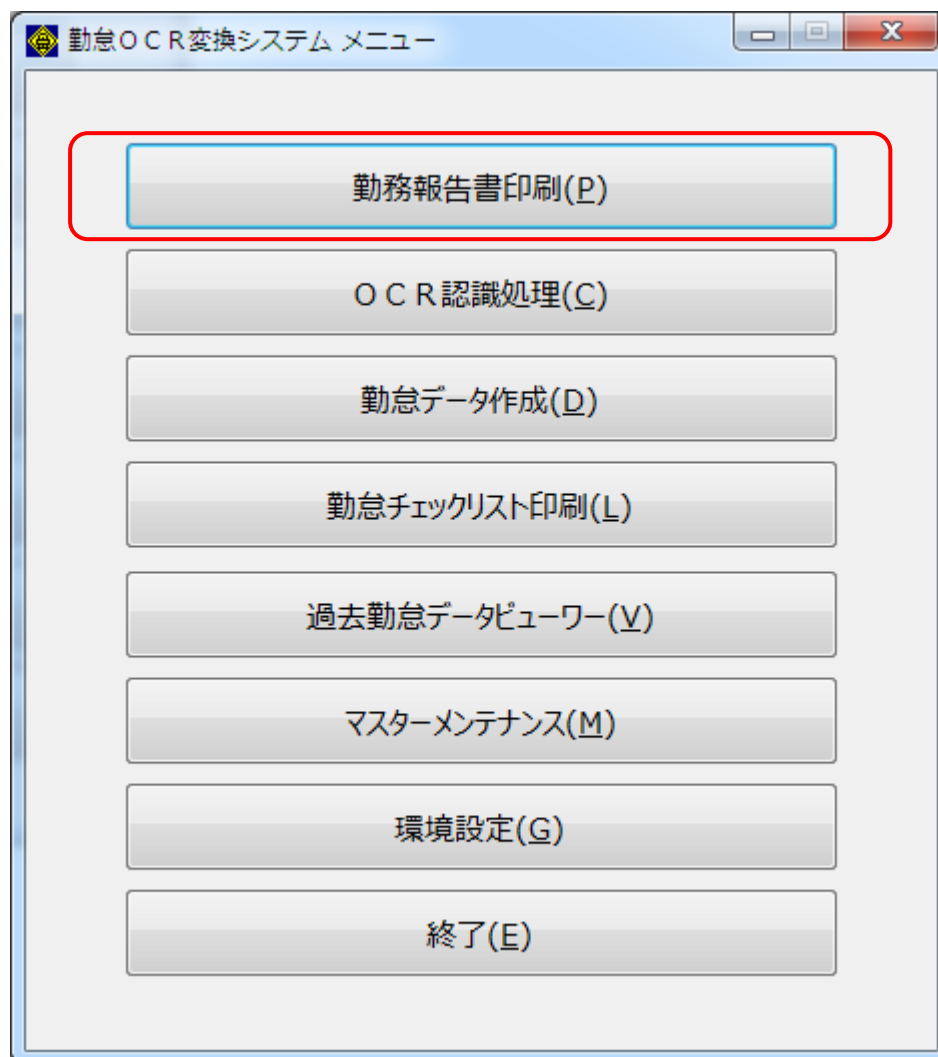 勤怠ＯＣＲ変換システム メニュー
勤務報告書印刷(P)
ＯＣＲ認識処理(C)
勤怠データ作成(D)
勤怠チェックリスト印刷(L)
過去勤怠データビューワー(V)
マスターメンテナンス(M)
環境設定(G)
終了(E)